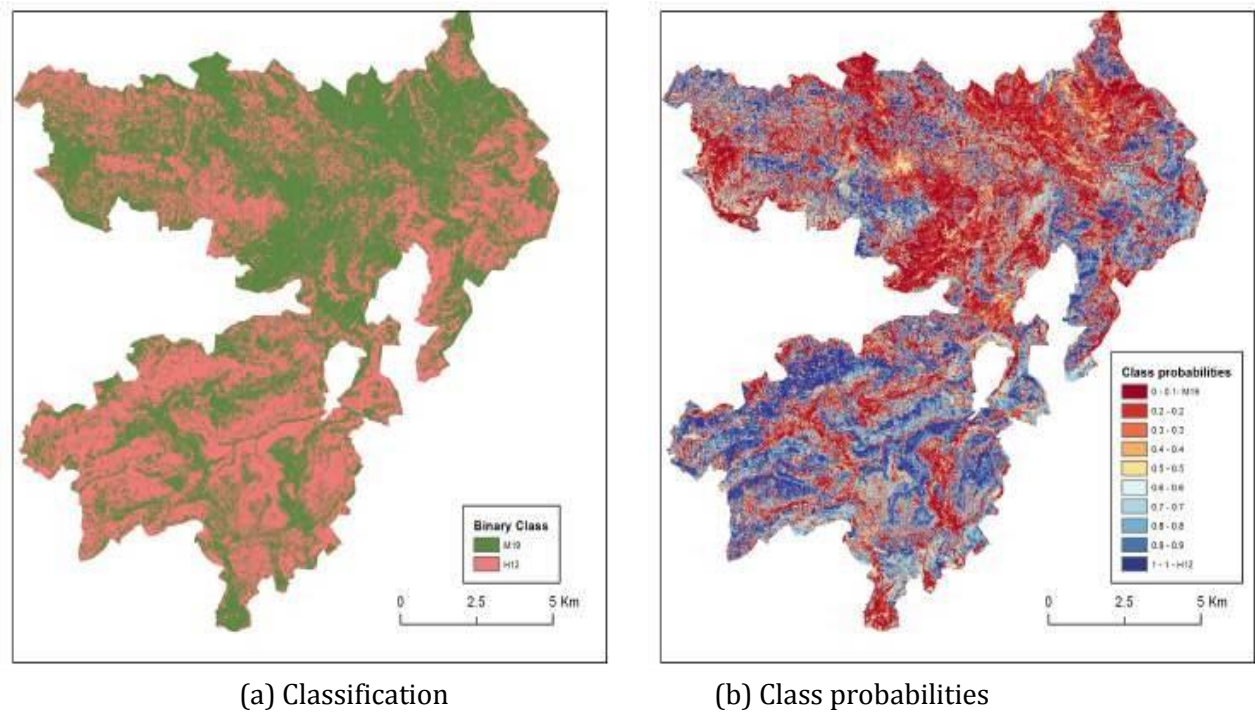 Binary Class
M19
H12
0 2.5 5 Km
Class probabilities
0 - 0.1- M19
0.2 - 0.2
0.3 - 0.3
0.4 - 0.4
0.5 - 0.5
0.6 - 0.6
0.7 - 0.7
0.8 - 0.8
0.9 - 0.9
1 - 1 - H12
0 2.5 5 Km
(a) Classification
(b) Class probabilities